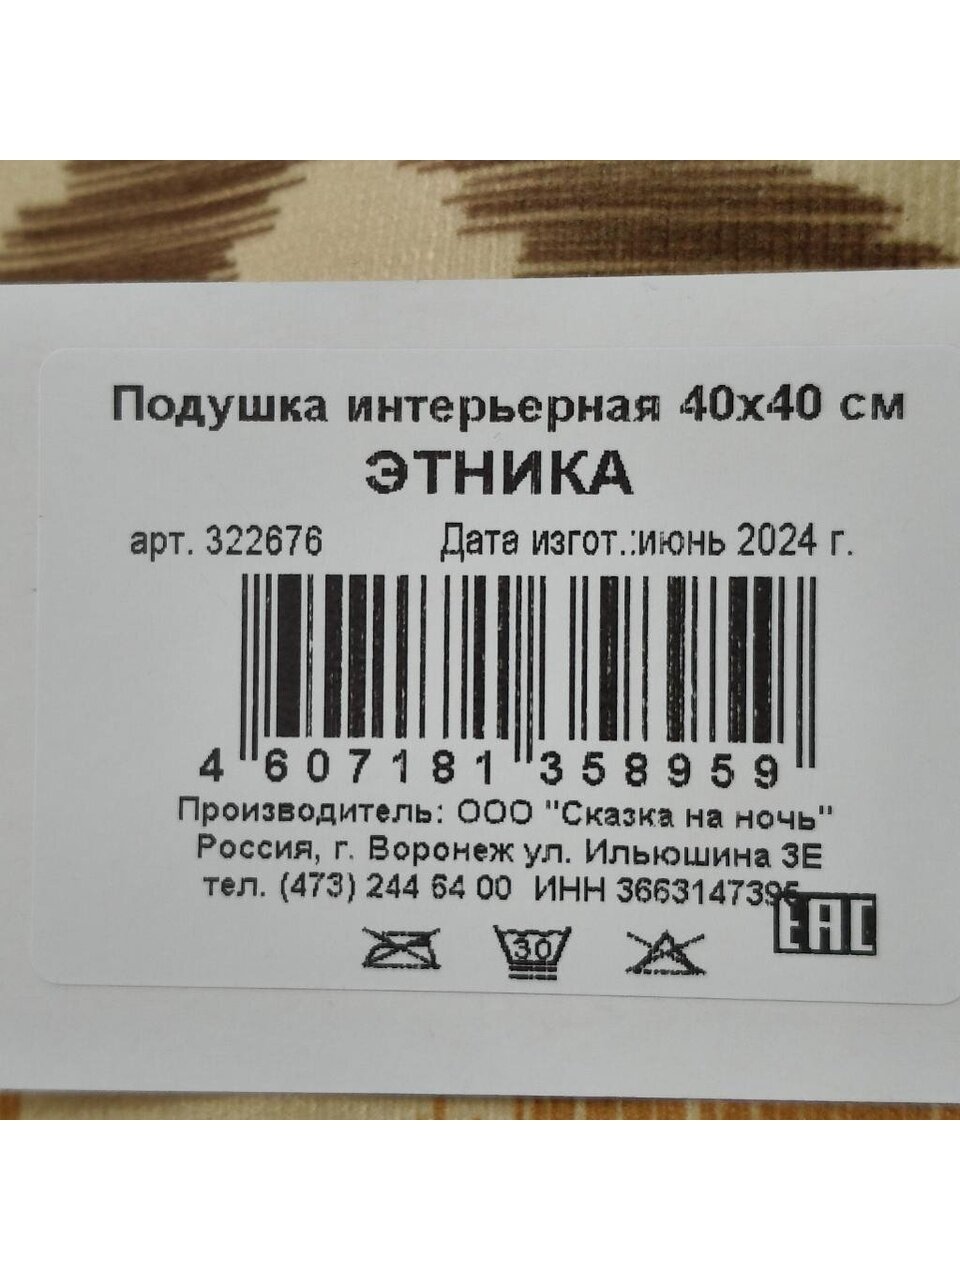 Подушка интерьерная 40х40 см
ЭТНИКА
арт. 322676 Дата изгот.:июнь 2024 г.
4 607181 358959
Производитель: ООО "Сказка на ночь"
Россия, г. Воронеж ул. Ильюшина 3Е
тел. (473) 244 64 00 ИНН 3663147395
30 EAC